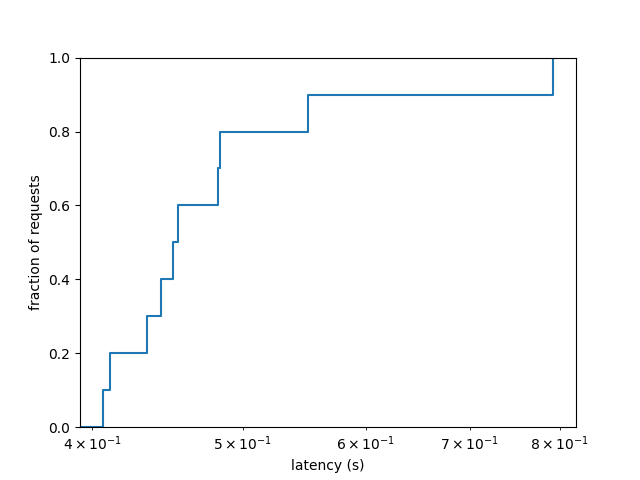 1.0
0.8
0.6
0.4
0.2
0.0
fraction of requests
4 × 10⁻¹ 5 × 10⁻¹ 6 × 10⁻¹ 7 × 10⁻¹ 8 × 10⁻¹
latency (s)